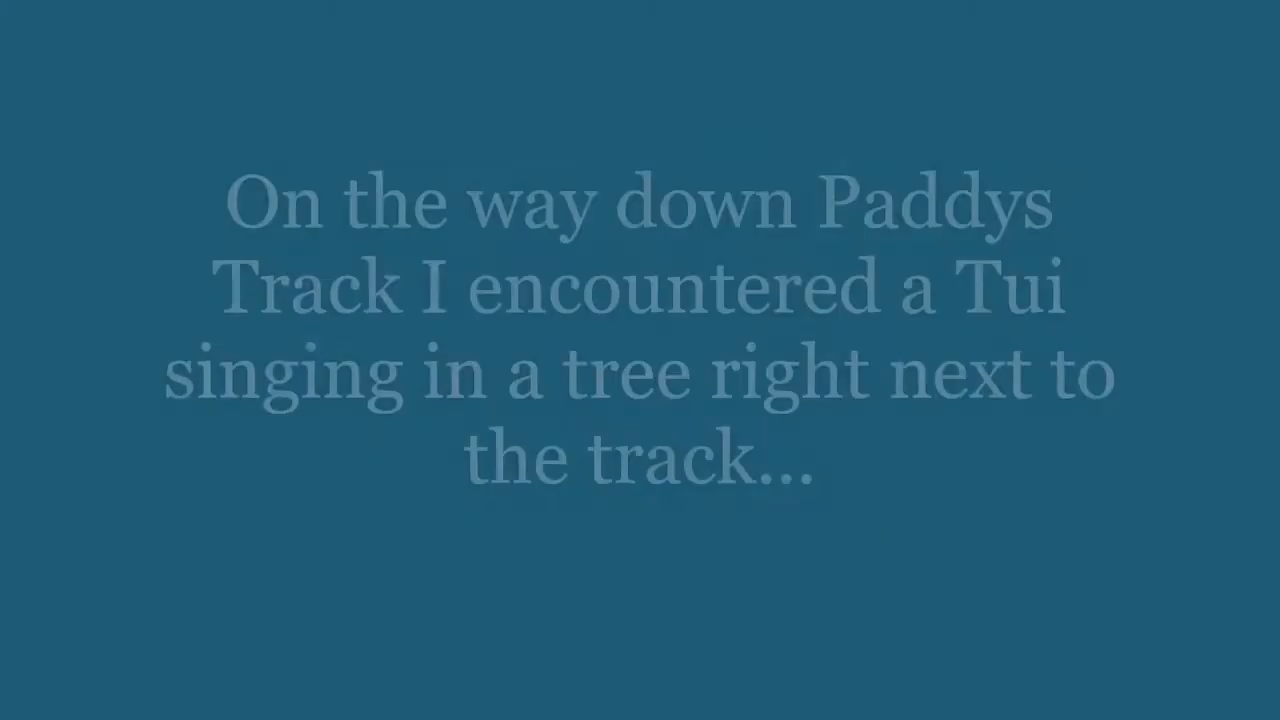 On the way down Paddys
Track I encountered a Tui
singing in a tree right next to
the track...